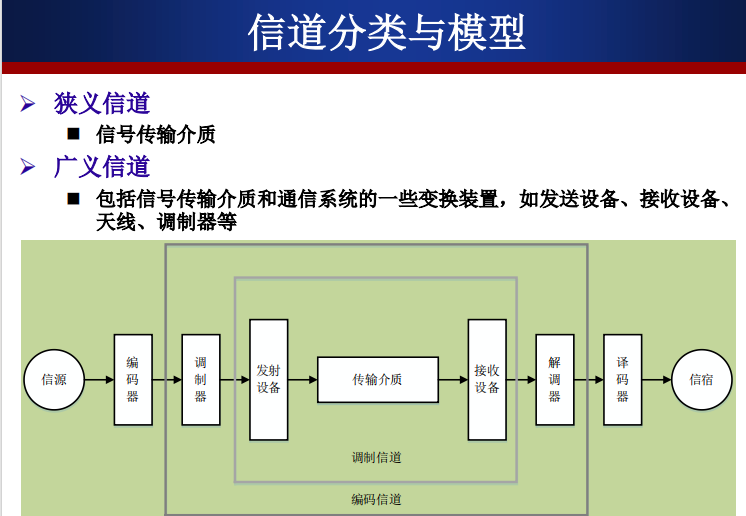 信道分类与模型
狭义信道
信号传输介质
广义信道
包括信号传输介质和通信系统的一些变换装置，如发送设备、接收设备、
天线、调制器等
信源
编码器
调制器
发射
设备
传输介质
接收
设备
解调器
译码器
信宿
调制信道
编码信道